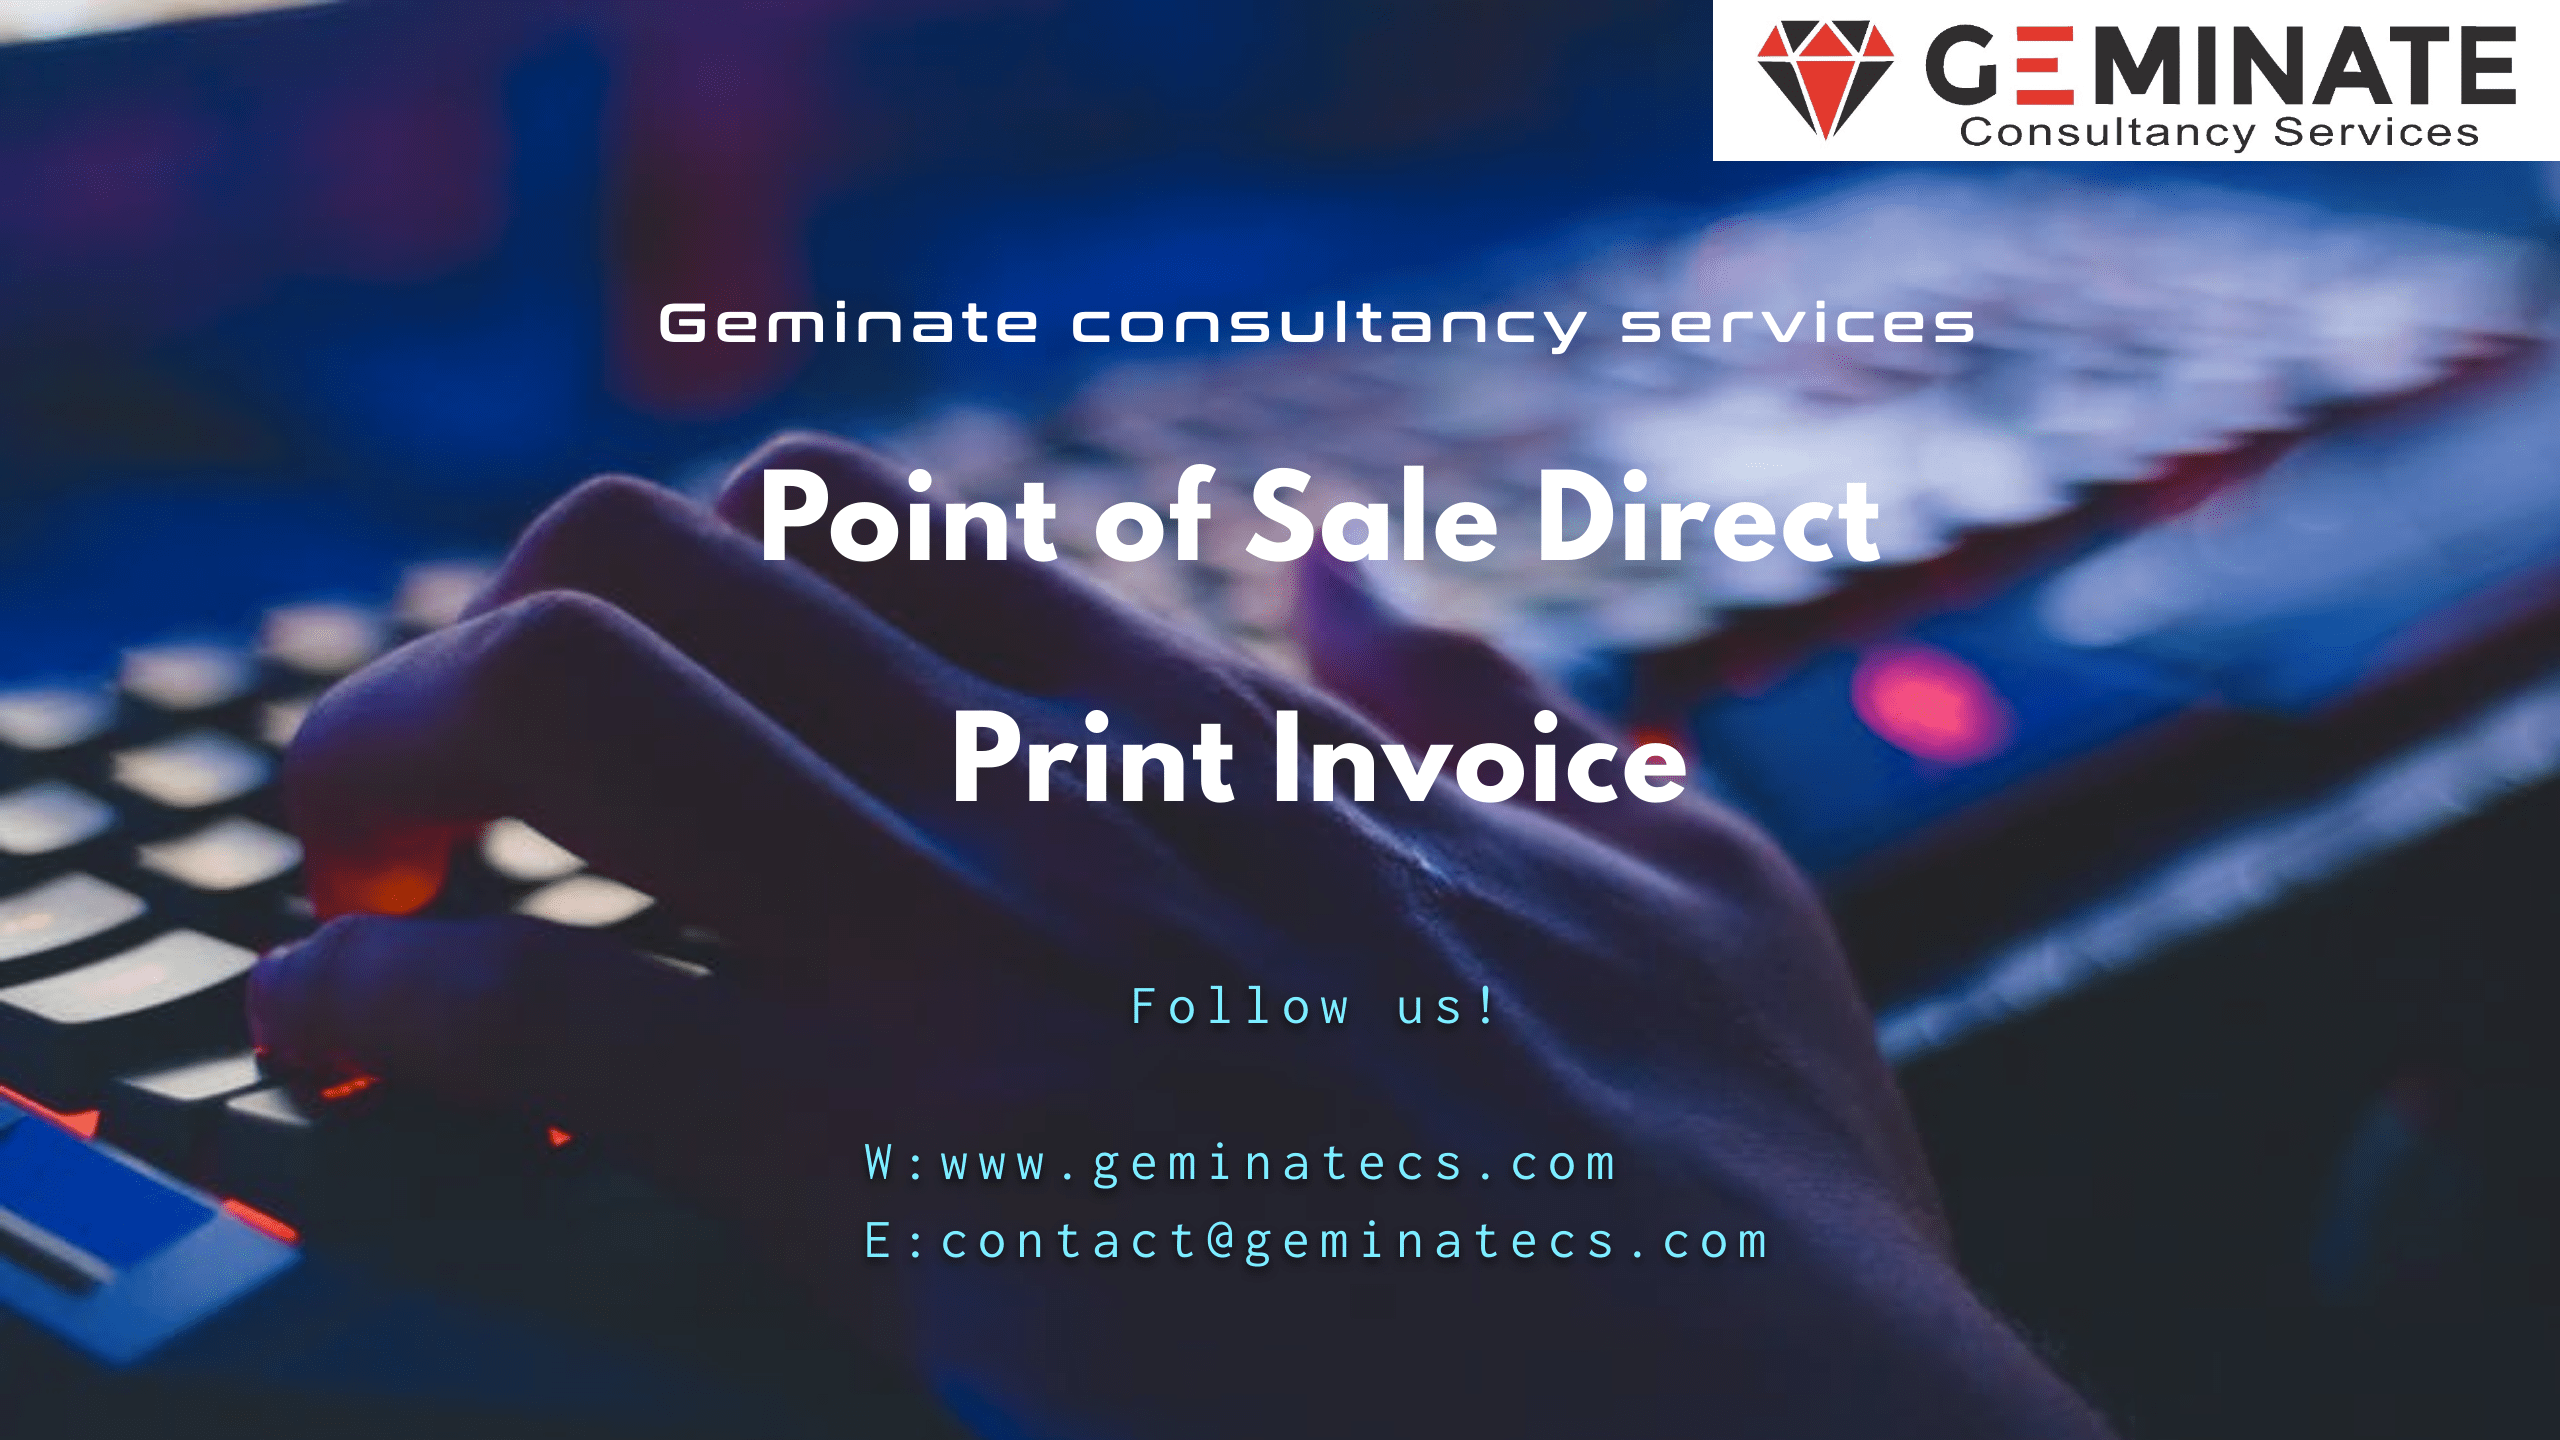 GEMINATE
Consultancy Services
Geminate consultancy services
Point of Sale Direct
Print Invoice
Follow us!
W:www.geminatecs.com
E:contact@geminatecs.com